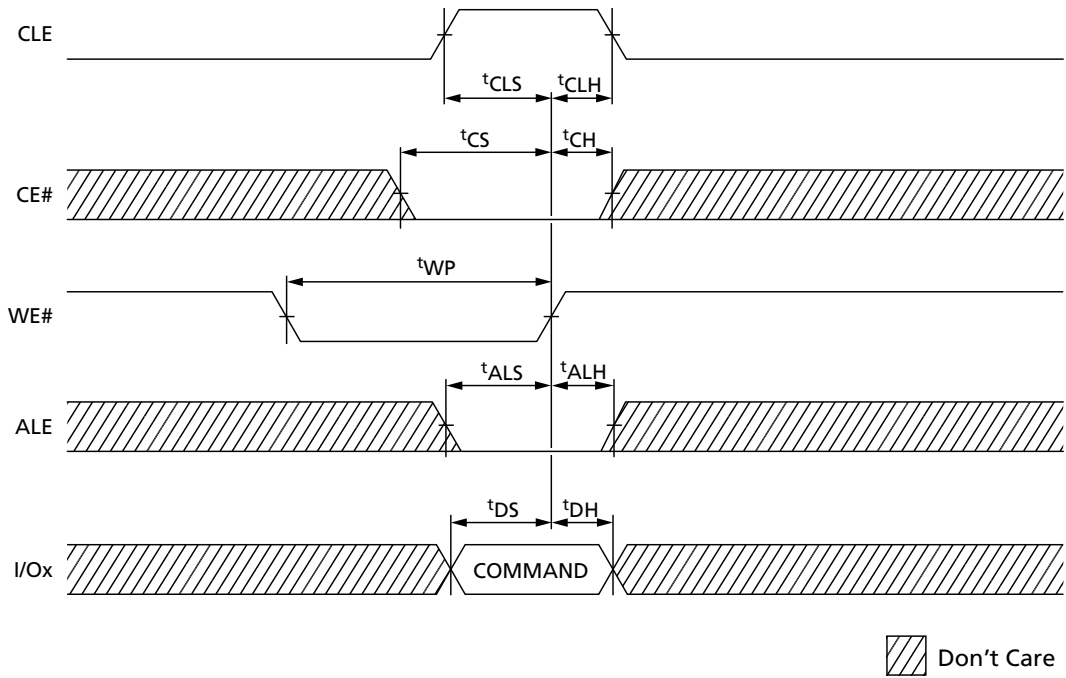 CLE
tCLS tCLH
tCS tCH
CE#
tWP
WE#
tALS tALH
ALE
tDS tDH
I/Ox COMMAND
Don't Care